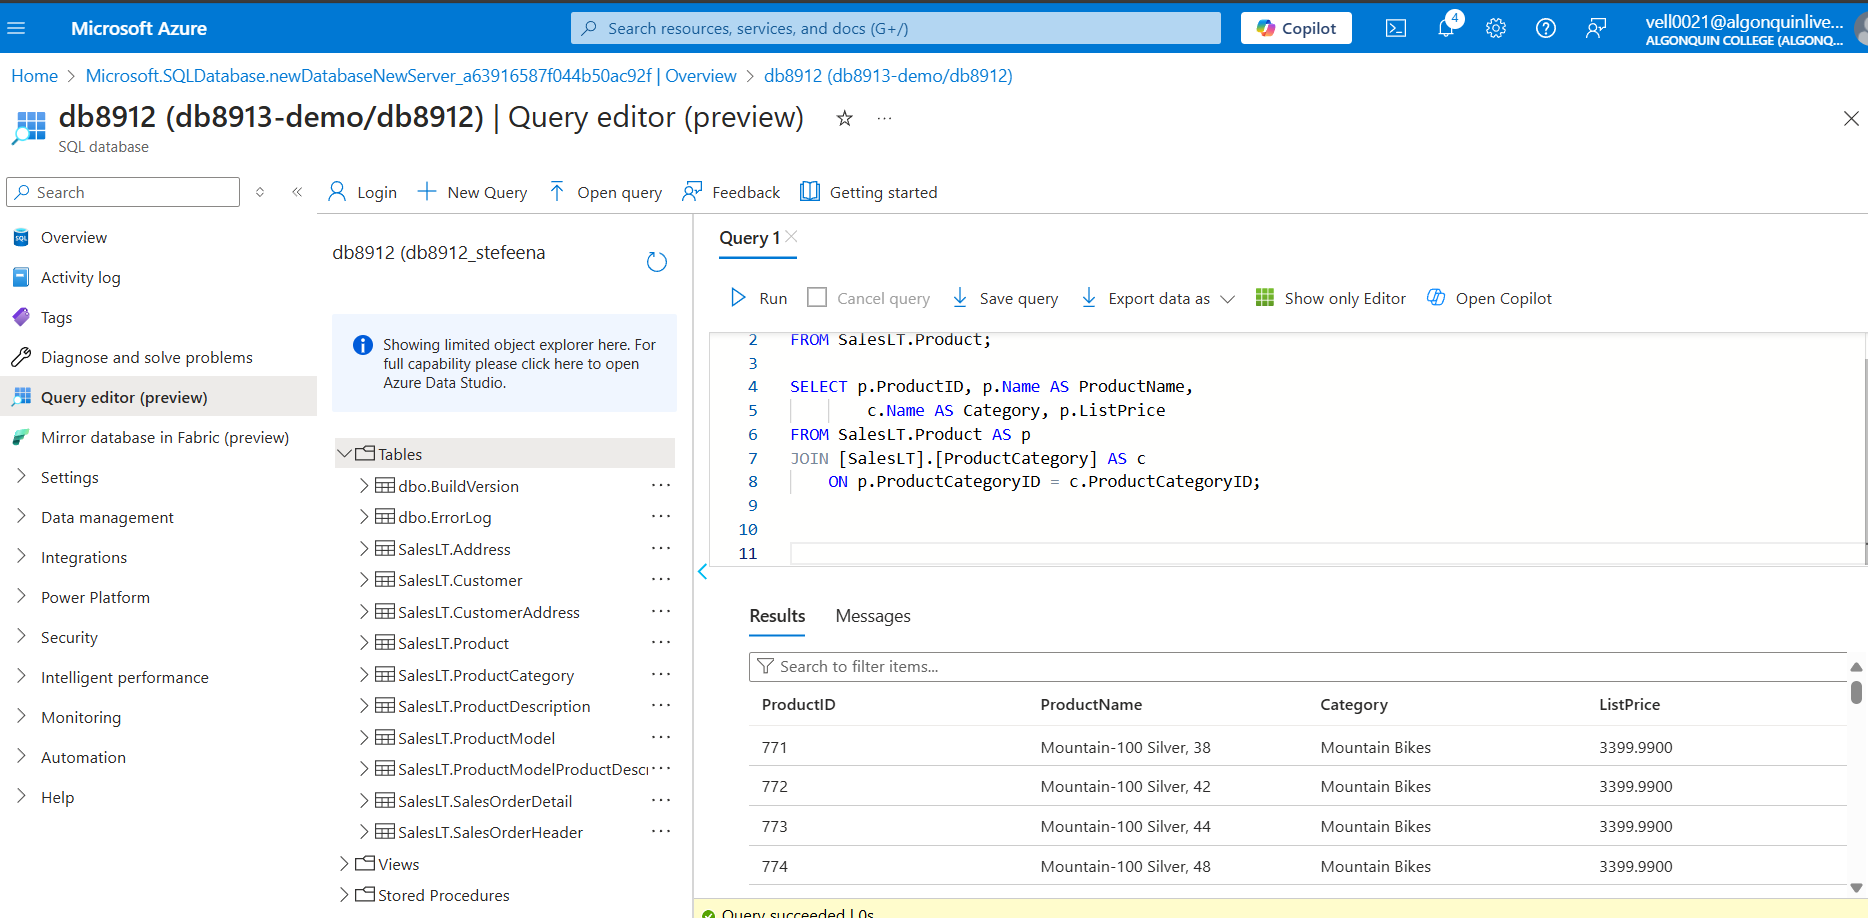 Microsoft Azure
Search resources, services, and docs (G+/)
Copilot
4
vell0021@algonquinlive...
ALGONQUIN COLLEGE (ALGONQ...
Home > Microsoft.SQLDatabase.newDatabaseNewServer_a63916587f044b50ac92f | Overview > db8912 (db8913-demo/db8912)
db8912 (db8913-demo/db8912) | Query editor (preview)
SQL database
Search
Overview
Activity log
Tags
Diagnose and solve problems
Query editor (preview)
Mirror database in Fabric (preview)
Settings
Data management
Integrations
Power Platform
Security
Intelligent performance
Monitoring
Automation
Help
Login
New Query
Open query
Feedback
Getting started
db8912 (db8912_stefeena
Showing limited object explorer here. For
full capability please click here to open
Azure Data Studio.
Tables
dbo.BuildVersion
dbo.ErrorLog
SalesLT.Address
SalesLT.Customer
SalesLT.CustomerAddress
SalesLT.Product
SalesLT.ProductCategory
SalesLT.ProductDescription
SalesLT.ProductModel
SalesLT.ProductModelProductDescr
SalesLT.SalesOrderDetail
SalesLT.SalesOrderHeader
Views
Stored Procedures
Query 1
Run
Cancel query
Save query
Export data as
Show only Editor
Open Copilot
2 FROM SalesLT.Product;
3
4 SELECT p.ProductID, p.Name AS ProductName,
5 c.Name AS Category, p.ListPrice
6 FROM SalesLT.Product AS p
7 JOIN [SalesLT].[ProductCategory] AS c
8 ON p.ProductCategoryID = c.ProductCategoryID;
9
10
11
Results
Messages
Search to filter items...
ProductID ProductName Category ListPrice
771 Mountain-100 Silver, 38 Mountain Bikes 3399.9900
772 Mountain-100 Silver, 42 Mountain Bikes 3399.9900
773 Mountain-100 Silver, 44 Mountain Bikes 3399.9900
774 Mountain-100 Silver, 48 Mountain Bikes 3399.9900
Query succeeded | 0s